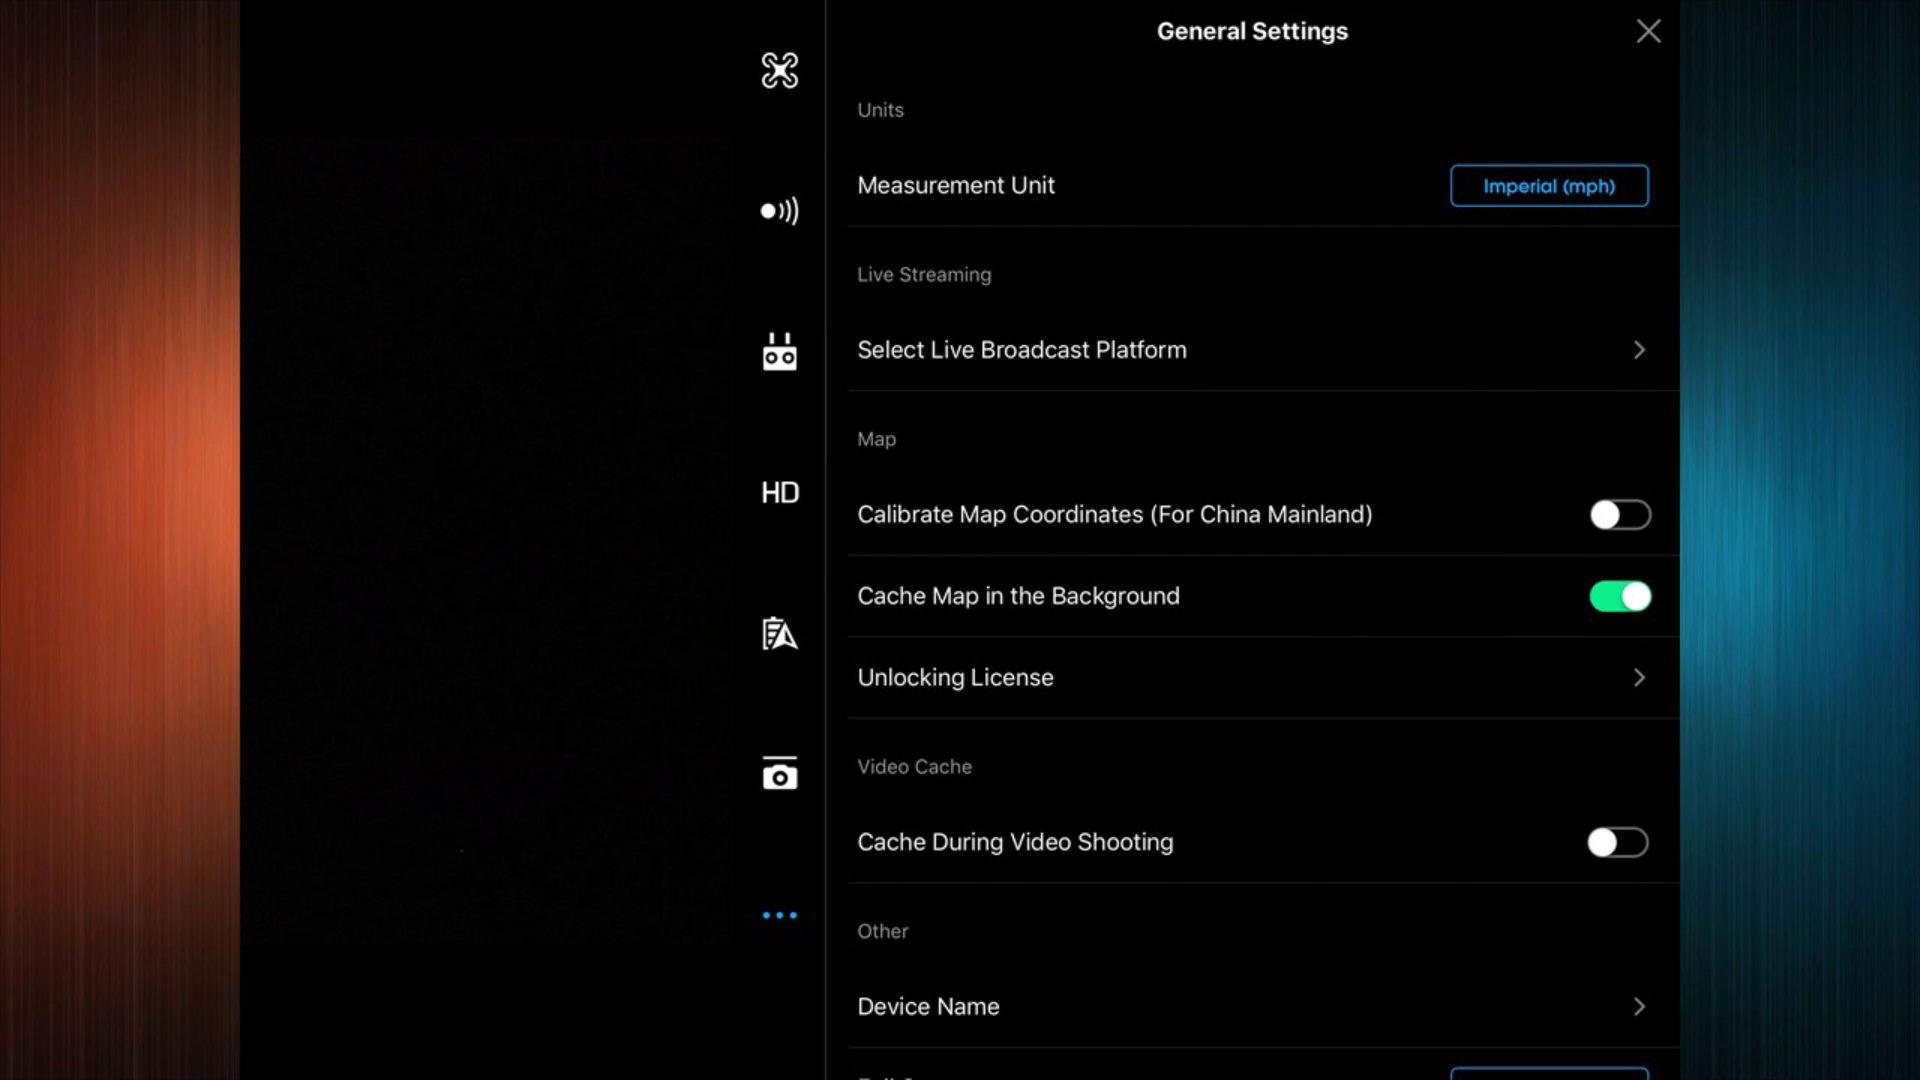 General Settings
Units
Measurement Unit
Imperial (mph)
Live Streaming
Select Live Broadcast Platform
Map
HD
Calibrate Map Coordinates (For China Mainland)
Cache Map in the Background
Unlocking License
Video Cache
Cache During Video Shooting
Other
Device Name